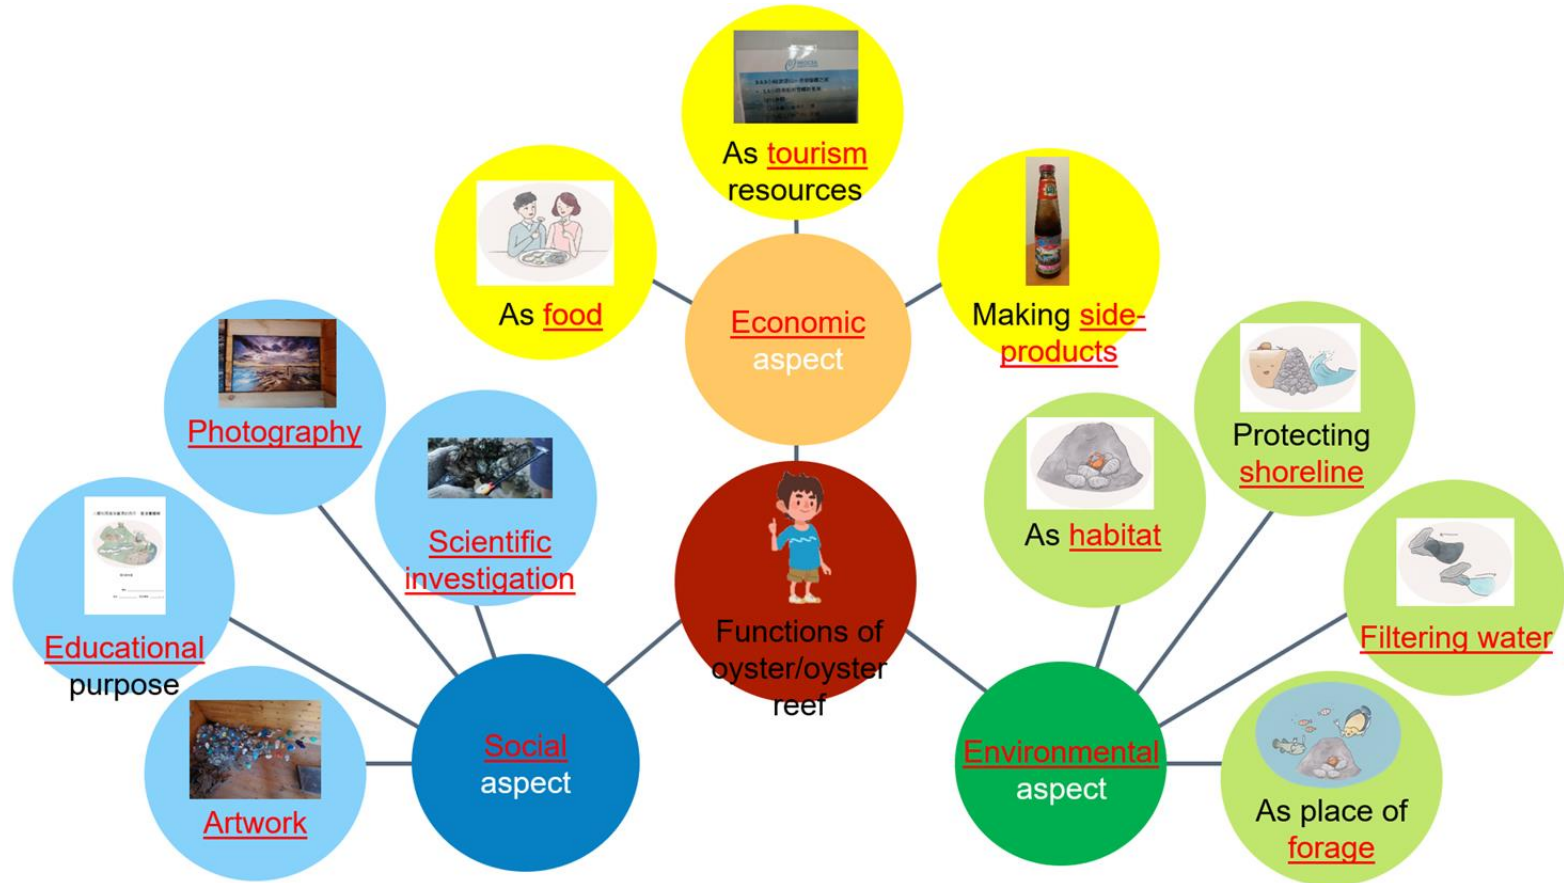 As tourism
resources
As food
Making side-
products
Economic
aspect
Photography
Scientific
investigation
Educational
purpose
Artwork
Social
aspect
Functions of
oyster/oyster
reef
As habitat
Protecting
shoreline
Filtering water
As place of
forage
Environmental
aspect